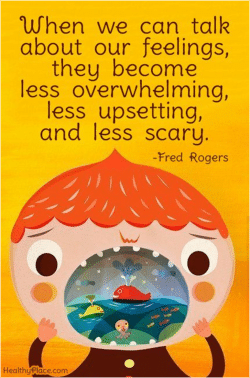 When we can talk
about our feelings,
they become
less overwhelming,
less upsetting,
and less scary.
-Fred Rogers
HealthyPlace.com